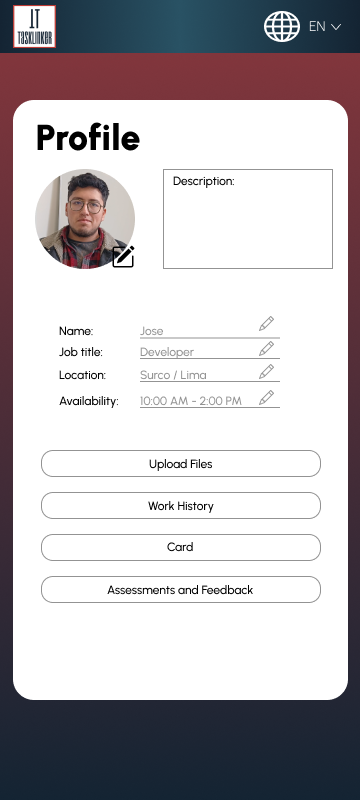 IT
TASKLINKER
EN
Profile
Description:
Name: Jose
Job title: Developer
Location: Surco / Lima
Availability: 10:00 AM - 2:00 PM
Upload Files
Work History
Card
Assessments and Feedback